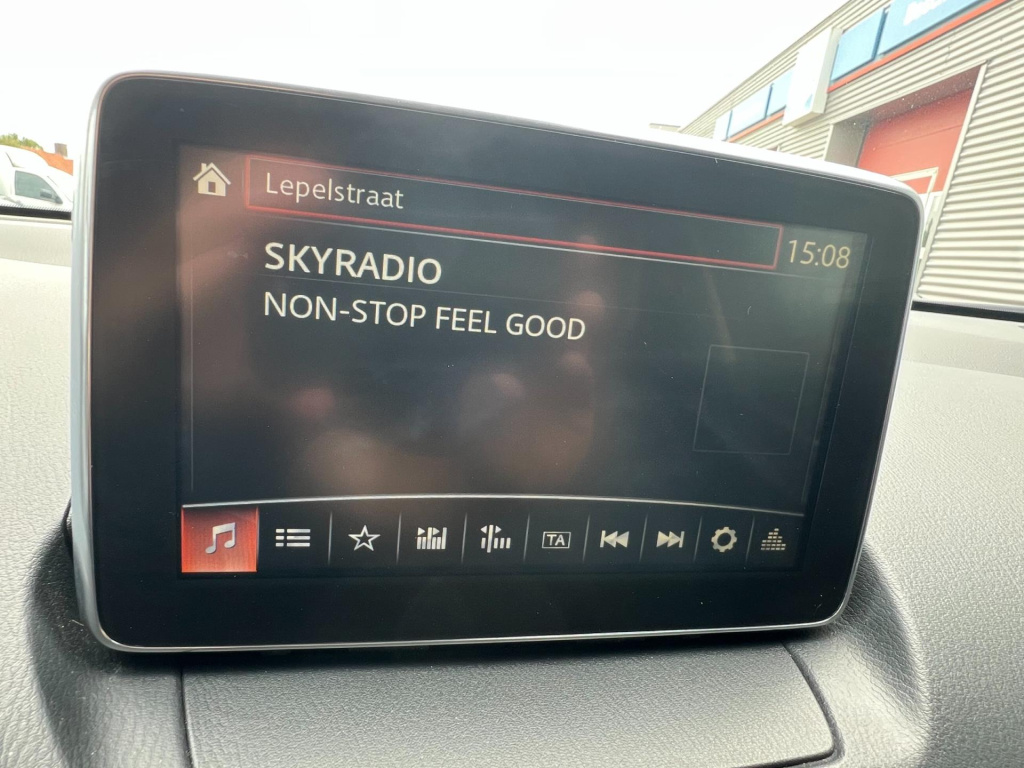 Lepelstraat
15:08
SKYRADIO
NON-STOP FEEL GOOD
TA